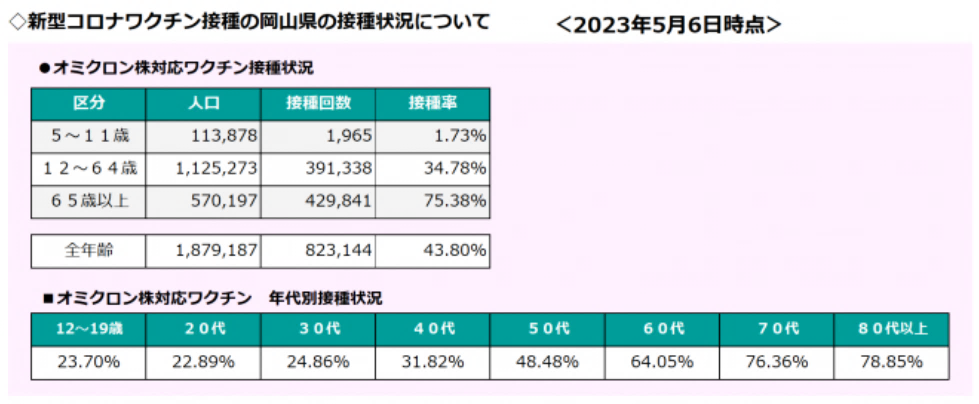 ◇新型コロナワクチン接種の岡山県の接種状況について ＜2023年5月6日時点＞
●オミクロン株対応ワクチン接種状況
区分 人口 接種回数 接種率
５～１１歳 113,878 1,965 1.73%
１２～６４歳 1,125,273 391,338 34.78%
６５歳以上 570,197 429,841 75.38%
全年齢 1,879,187 823,144 43.80%
■オミクロン株対応ワクチン　年代別接種状況
12～19歳 ２０代 ３０代 ４０代 ５０代 ６０代 ７０代 ８０代以上
23.70% 22.89% 24.86% 31.82% 48.48% 64.05% 76.36% 78.85%